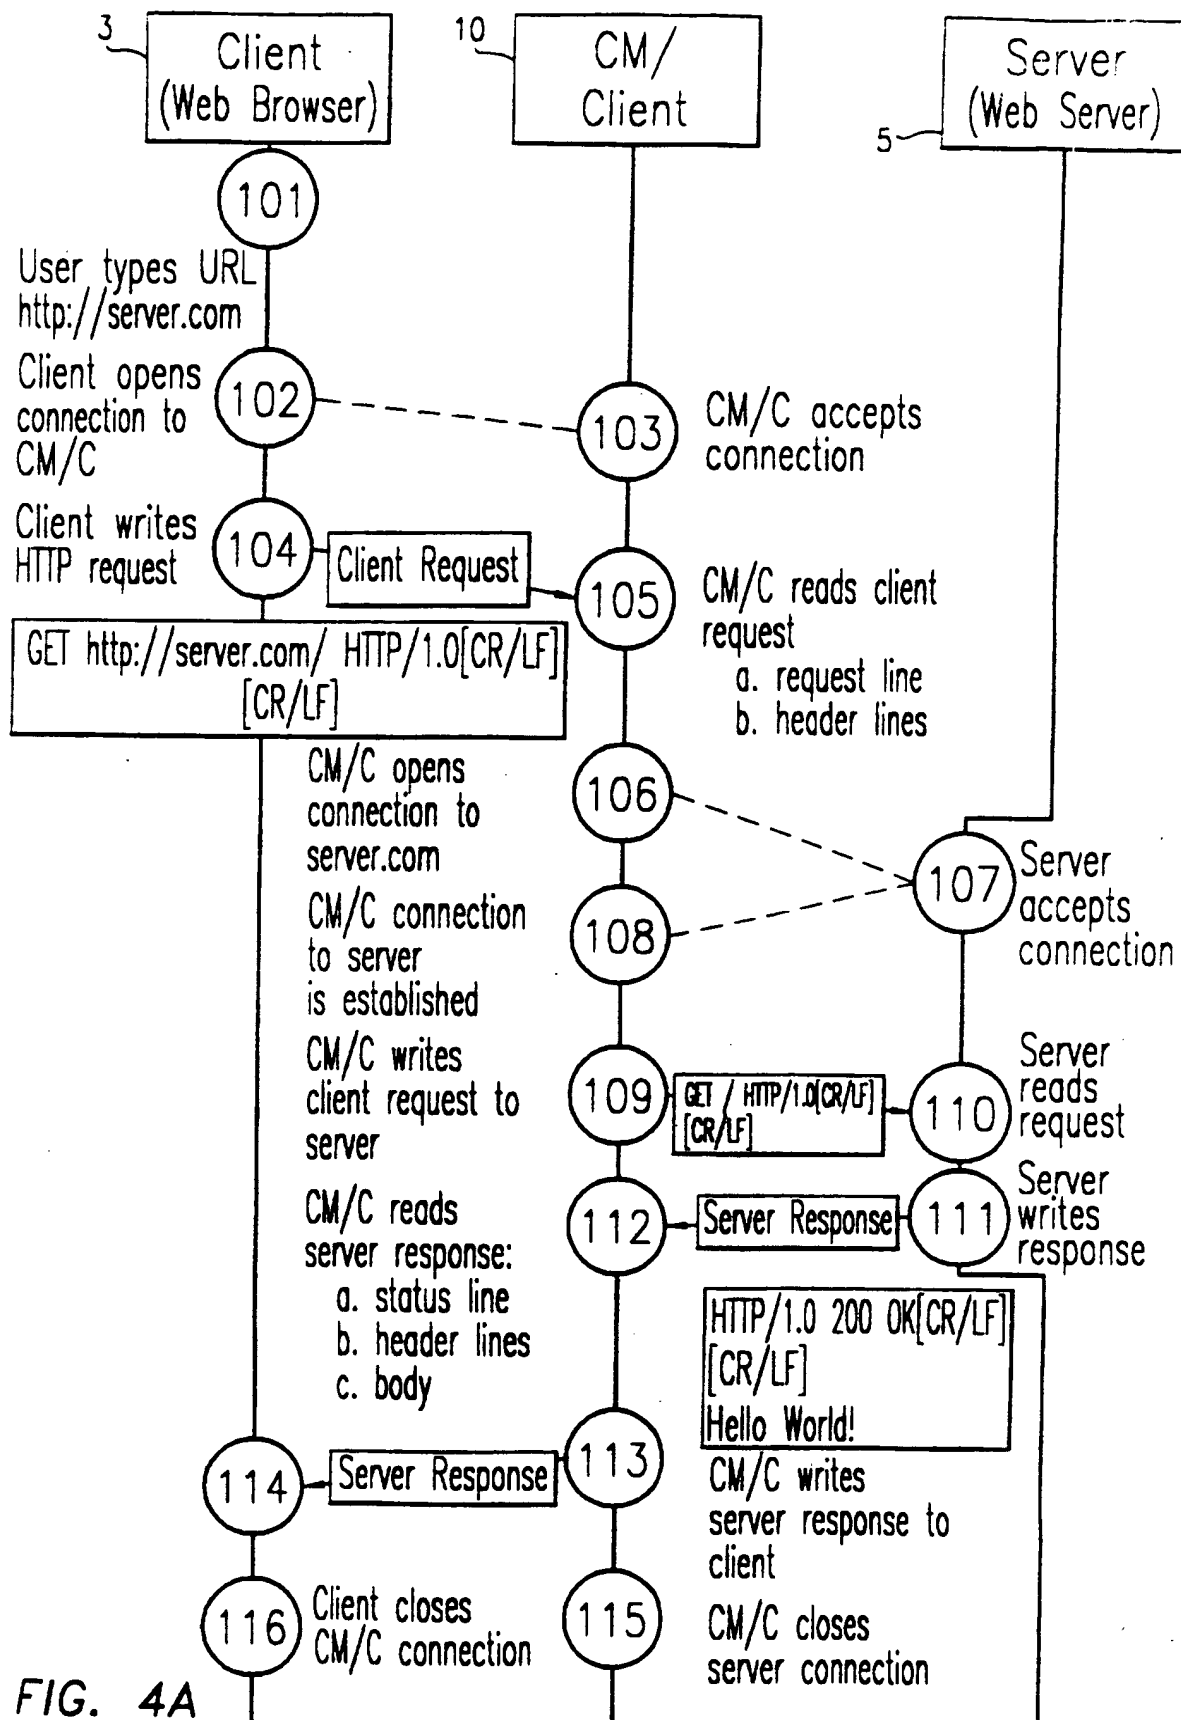 3
Client
(Web Browser)
10
CM/
Client
Server
(Web Server)
5
101
User types URL
http://server.com
Client opens
connection to
CM/C
102
103
CM/C accepts
connection
Client writes
HTTP request
104
Client Request
105
CM/C reads client
request
a. request line
b. header lines
GET http://server.com/ HTTP/1.0[CR/LF]
[CR/LF]
CM/C opens
connection to
server.com
106
107
Server
accepts
connection
CM/C connection
to server
is established
108
CM/C writes
client request to
server
109
GET / HTTP/1.0[CR/LF]
[CR/LF]
110
Server
reads
request
CM/C reads
server response:
a. status line
b. header lines
c. body
112
Server Response
111
Server
writes
response
HTTP/1.0 200 OK[CR/LF]
[CR/LF]
Hello World!
114
Server Response
113
CM/C writes
server response to
client
116
Client closes
CM/C connection
115
CM/C closes
server connection
FIG. 4A